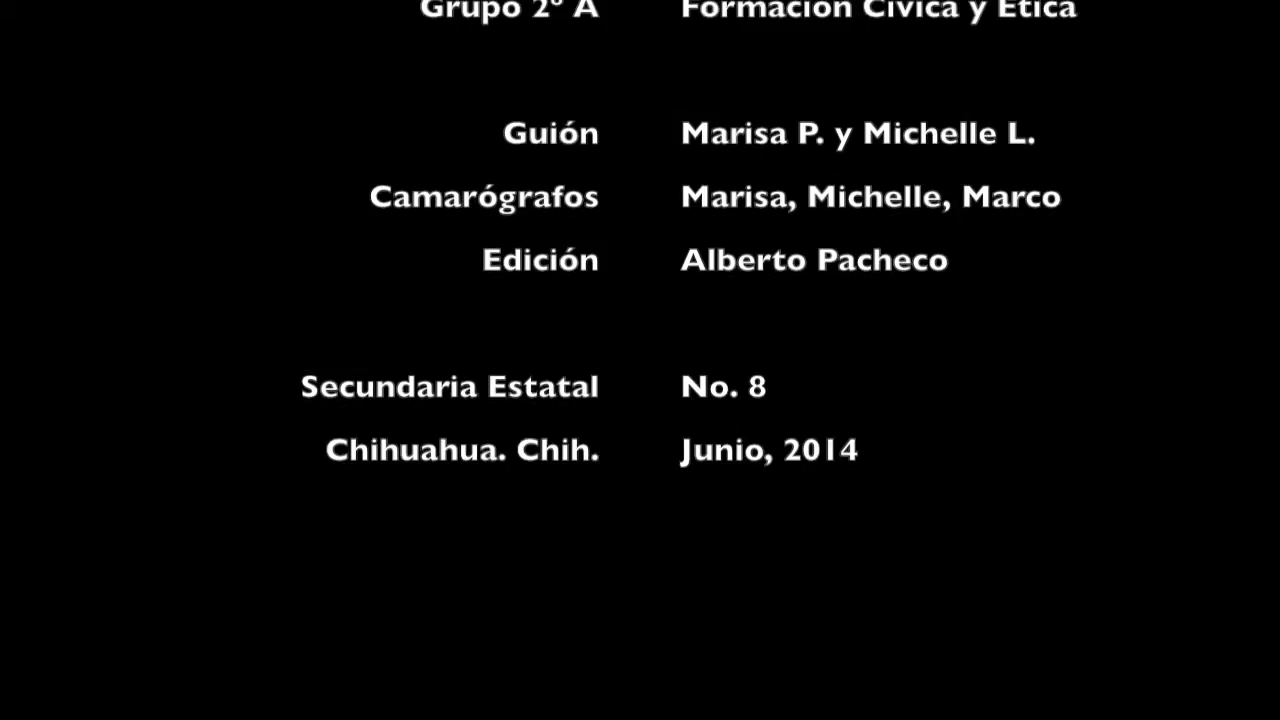 Grupo 2º A Formación Cívica y Ética
Guión Marisa P. y Michelle L.
Camarógrafos Marisa, Michelle, Marco
Edición Alberto Pacheco
Secundaria Estatal No. 8
Chihuahua. Chih. Junio, 2014